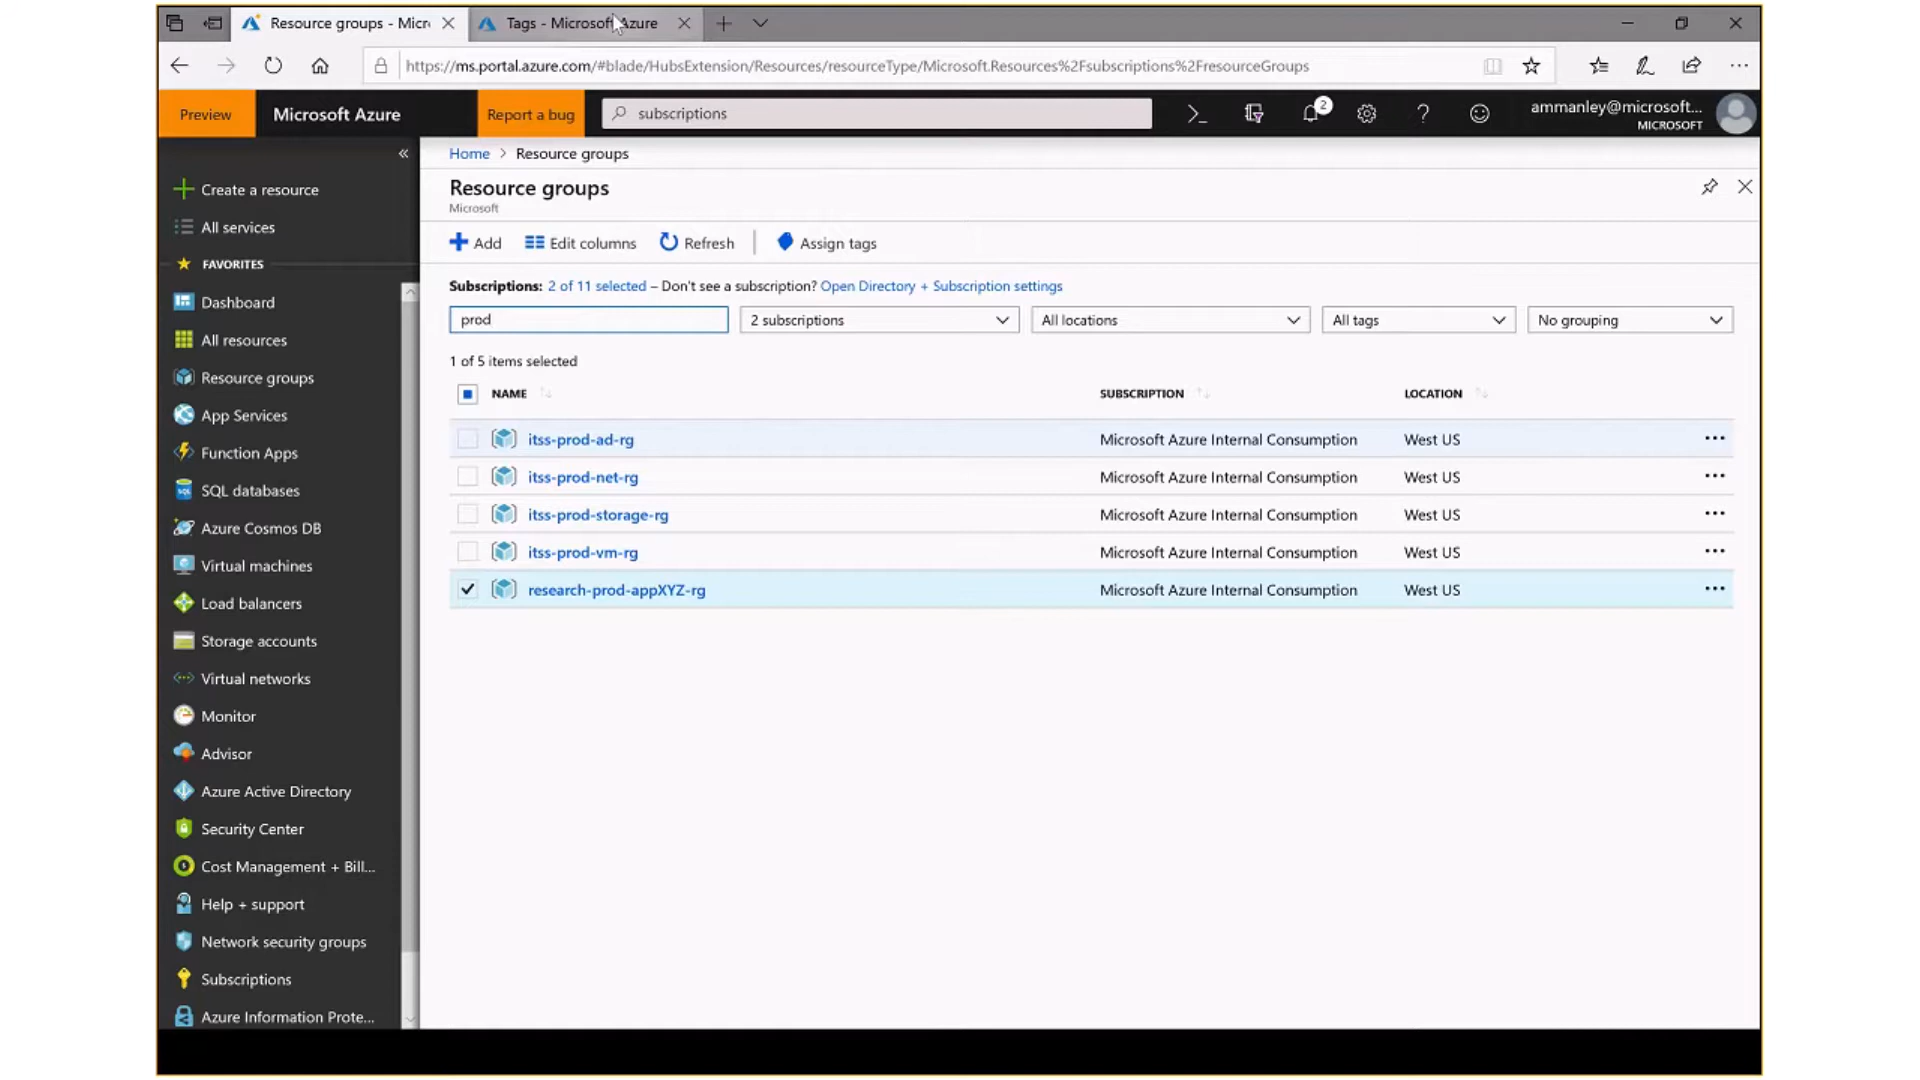 Resource groups - Micr
Tags - Microsoft Azure
https://ms.portal.azure.com/#blade/HubsExtension/Resources/resourceType/Microsoft.Resources%2Fsubscriptions%2FresourceGroups
Preview
Microsoft Azure
Report a bug
subscriptions
2
ammanley@microsoft...
MICROSOFT
Home > Resource groups
Resource groups
Microsoft
Create a resource
All services
FAVORITES
Dashboard
All resources
Resource groups
App Services
Function Apps
SQL databases
Azure Cosmos DB
Virtual machines
Load balancers
Storage accounts
Virtual networks
Monitor
Advisor
Azure Active Directory
Security Center
Cost Management + Bill...
Help + support
Network security groups
Subscriptions
Azure Information Prote...
Add
Edit columns
Refresh
Assign tags
Subscriptions: 2 of 11 selected – Don't see a subscription? Open Directory + Subscription settings
prod
2 subscriptions
All locations
All tags
No grouping
1 of 5 items selected
NAME SUBSCRIPTION LOCATION
itss-prod-ad-rg Microsoft Azure Internal Consumption West US
itss-prod-net-rg Microsoft Azure Internal Consumption West US
itss-prod-storage-rg Microsoft Azure Internal Consumption West US
itss-prod-vm-rg Microsoft Azure Internal Consumption West US
research-prod-appXYZ-rg Microsoft Azure Internal Consumption West US